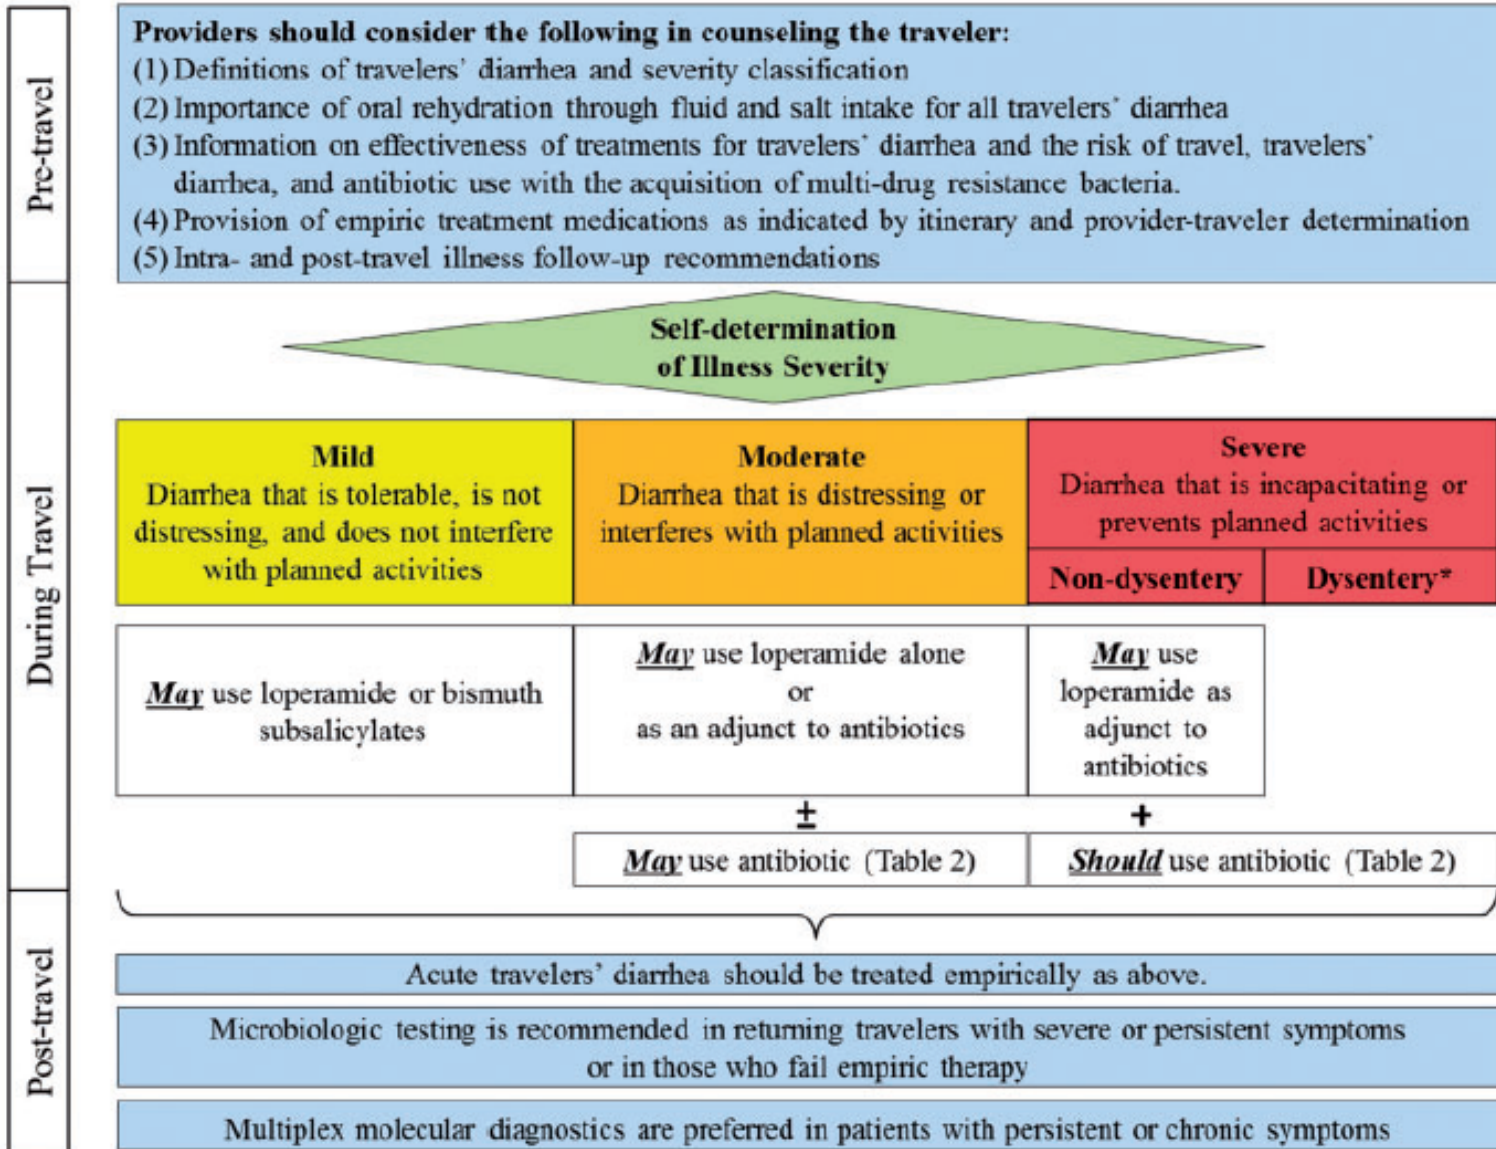 Pre-travel
Providers should consider the following in counseling the traveler:
(1) Definitions of travelers' diarrhea and severity classification
(2) Importance of oral rehydration through fluid and salt intake for all travelers' diarrhea
(3) Information on effectiveness of treatments for travelers' diarrhea and the risk of travel, travelers'
diarrhea, and antibiotic use with the acquisition of multi-drug resistance bacteria.
(4) Provision of empiric treatment medications as indicated by itinerary and provider-traveler determination
(5) Intra- and post-travel illness follow-up recommendations
During Travel
Self-determination
of Illness Severity
Mild
Diarrhea that is tolerable, is not
distressing, and does not interfere
with planned activities
Moderate
Diarrhea that is distressing or
interferes with planned activities
Severe
Diarrhea that is incapacitating or
prevents planned activities
Non-dysentery
Dysentery*
May use loperamide or bismuth
subsalicylates
May use loperamide alone
or
as an adjunct to antibiotics
May use
loperamide as
adjunct to
antibiotics
±
+
May use antibiotic (Table 2)
Should use antibiotic (Table 2)
Post-travel
Acute travelers' diarrhea should be treated empirically as above.
Microbiologic testing is recommended in returning travelers with severe or persistent symptoms
or in those who fail empiric therapy
Multiplex molecular diagnostics are preferred in patients with persistent or chronic symptoms